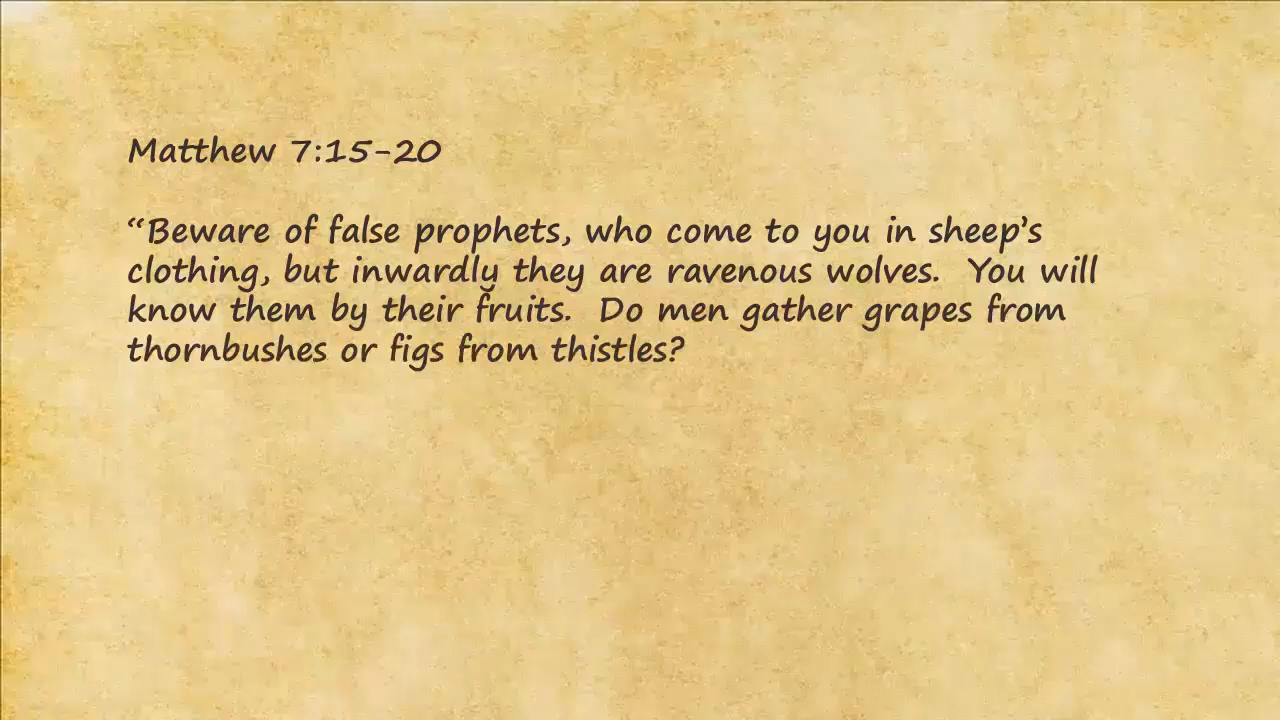 Matthew 7:15-20
“Beware of false prophets, who come to you in sheep’s
clothing, but inwardly they are ravenous wolves.  You will
know them by their fruits.  Do men gather grapes from
thornbushes or figs from thistles?